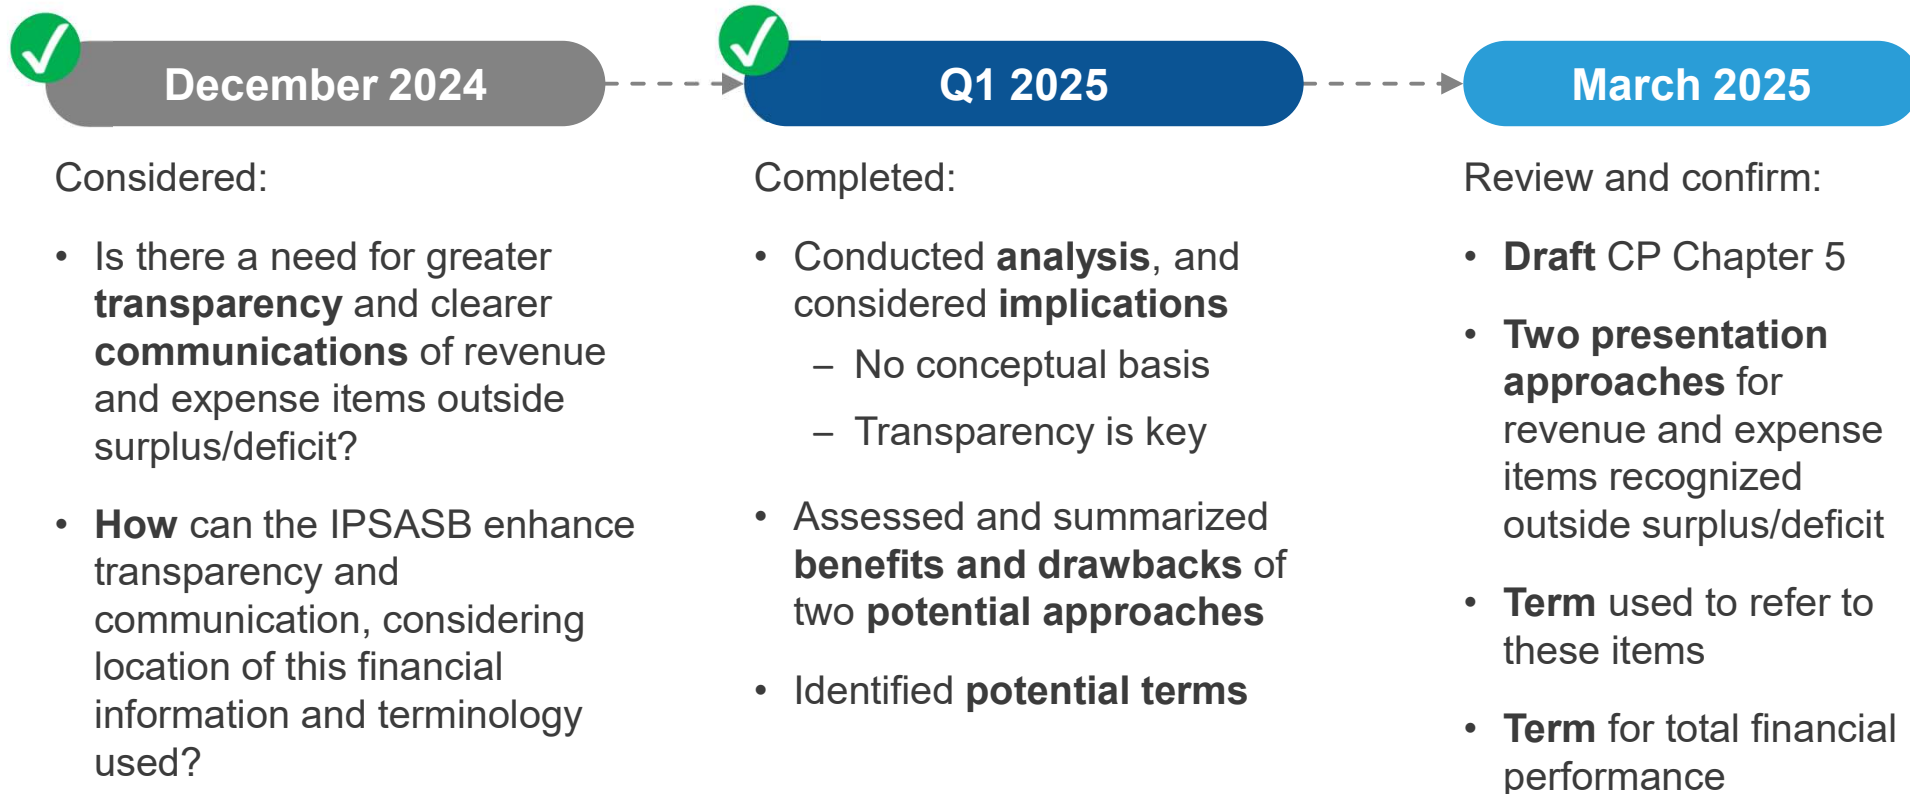 December 2024
Considered:
• Is there a need for greater
transparency and clearer
communications of revenue
and expense items outside
surplus/deficit?
• How can the IPSASB enhance
transparency and
communication, considering
location of this financial
information and terminology
used?
Q1 2025
Completed:
• Conducted analysis, and
considered implications
– No conceptual basis
– Transparency is key
• Assessed and summarized
benefits and drawbacks of
two potential approaches
• Identified potential terms
March 2025
Review and confirm:
• Draft CP Chapter 5
• Two presentation
approaches for
revenue and expense
items recognized
outside surplus/deficit
• Term used to refer to
these items
• Term for total financial
performance